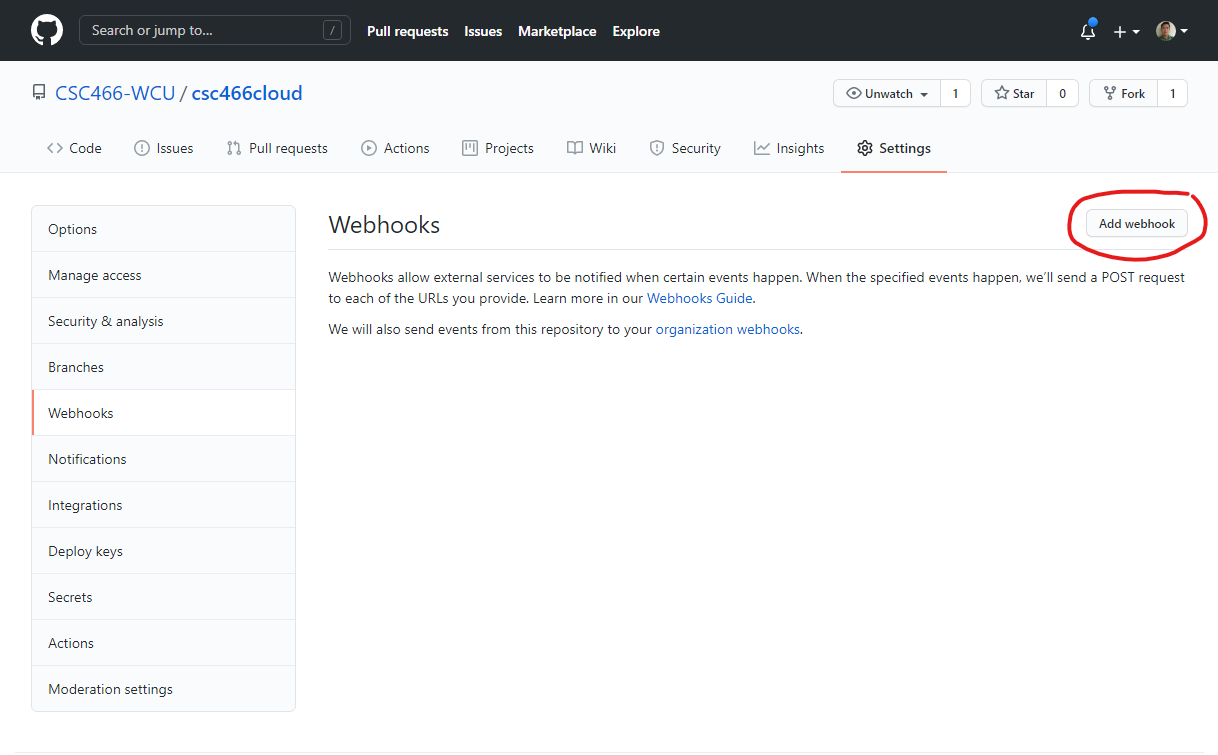 Search or jump to... / Pull requests Issues Marketplace Explore
CSC466-WCU / csc466cloud Unwatch 1 Star 0 Fork 1
Code Issues Pull requests Actions Projects Wiki Security Insights Settings
Options
Manage access
Security & analysis
Branches
Webhooks
Notifications
Integrations
Deploy keys
Secrets
Actions
Moderation settings
Webhooks Add webhook
Webhooks allow external services to be notified when certain events happen. When the specified events happen, we’ll send a POST request
to each of the URLs you provide. Learn more in our Webhooks Guide.
We will also send events from this repository to your organization webhooks.